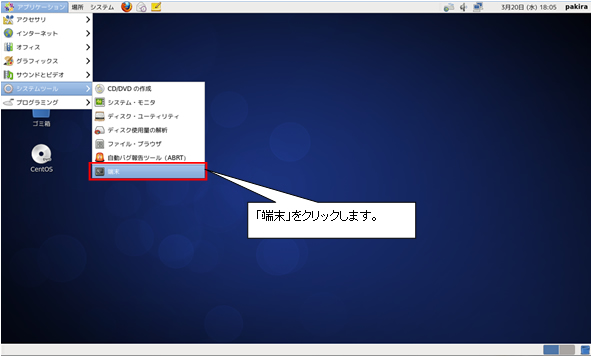 アプリケーション 場所 システム 3月20日 (水) 18:05 pakira
アクセサリ
インターネット
オフィス
グラフィックス
サウンドとビデオ
システムツール
プログラミング
CD/DVD の作成
システム・モニタ
ディスク・ユーティリティ
ディスク使用量の解析
ファイル・ブラウザ
自動バグ報告ツール (ABRT)
端末
ゴミ箱
CentOS
「端末」をクリックします。